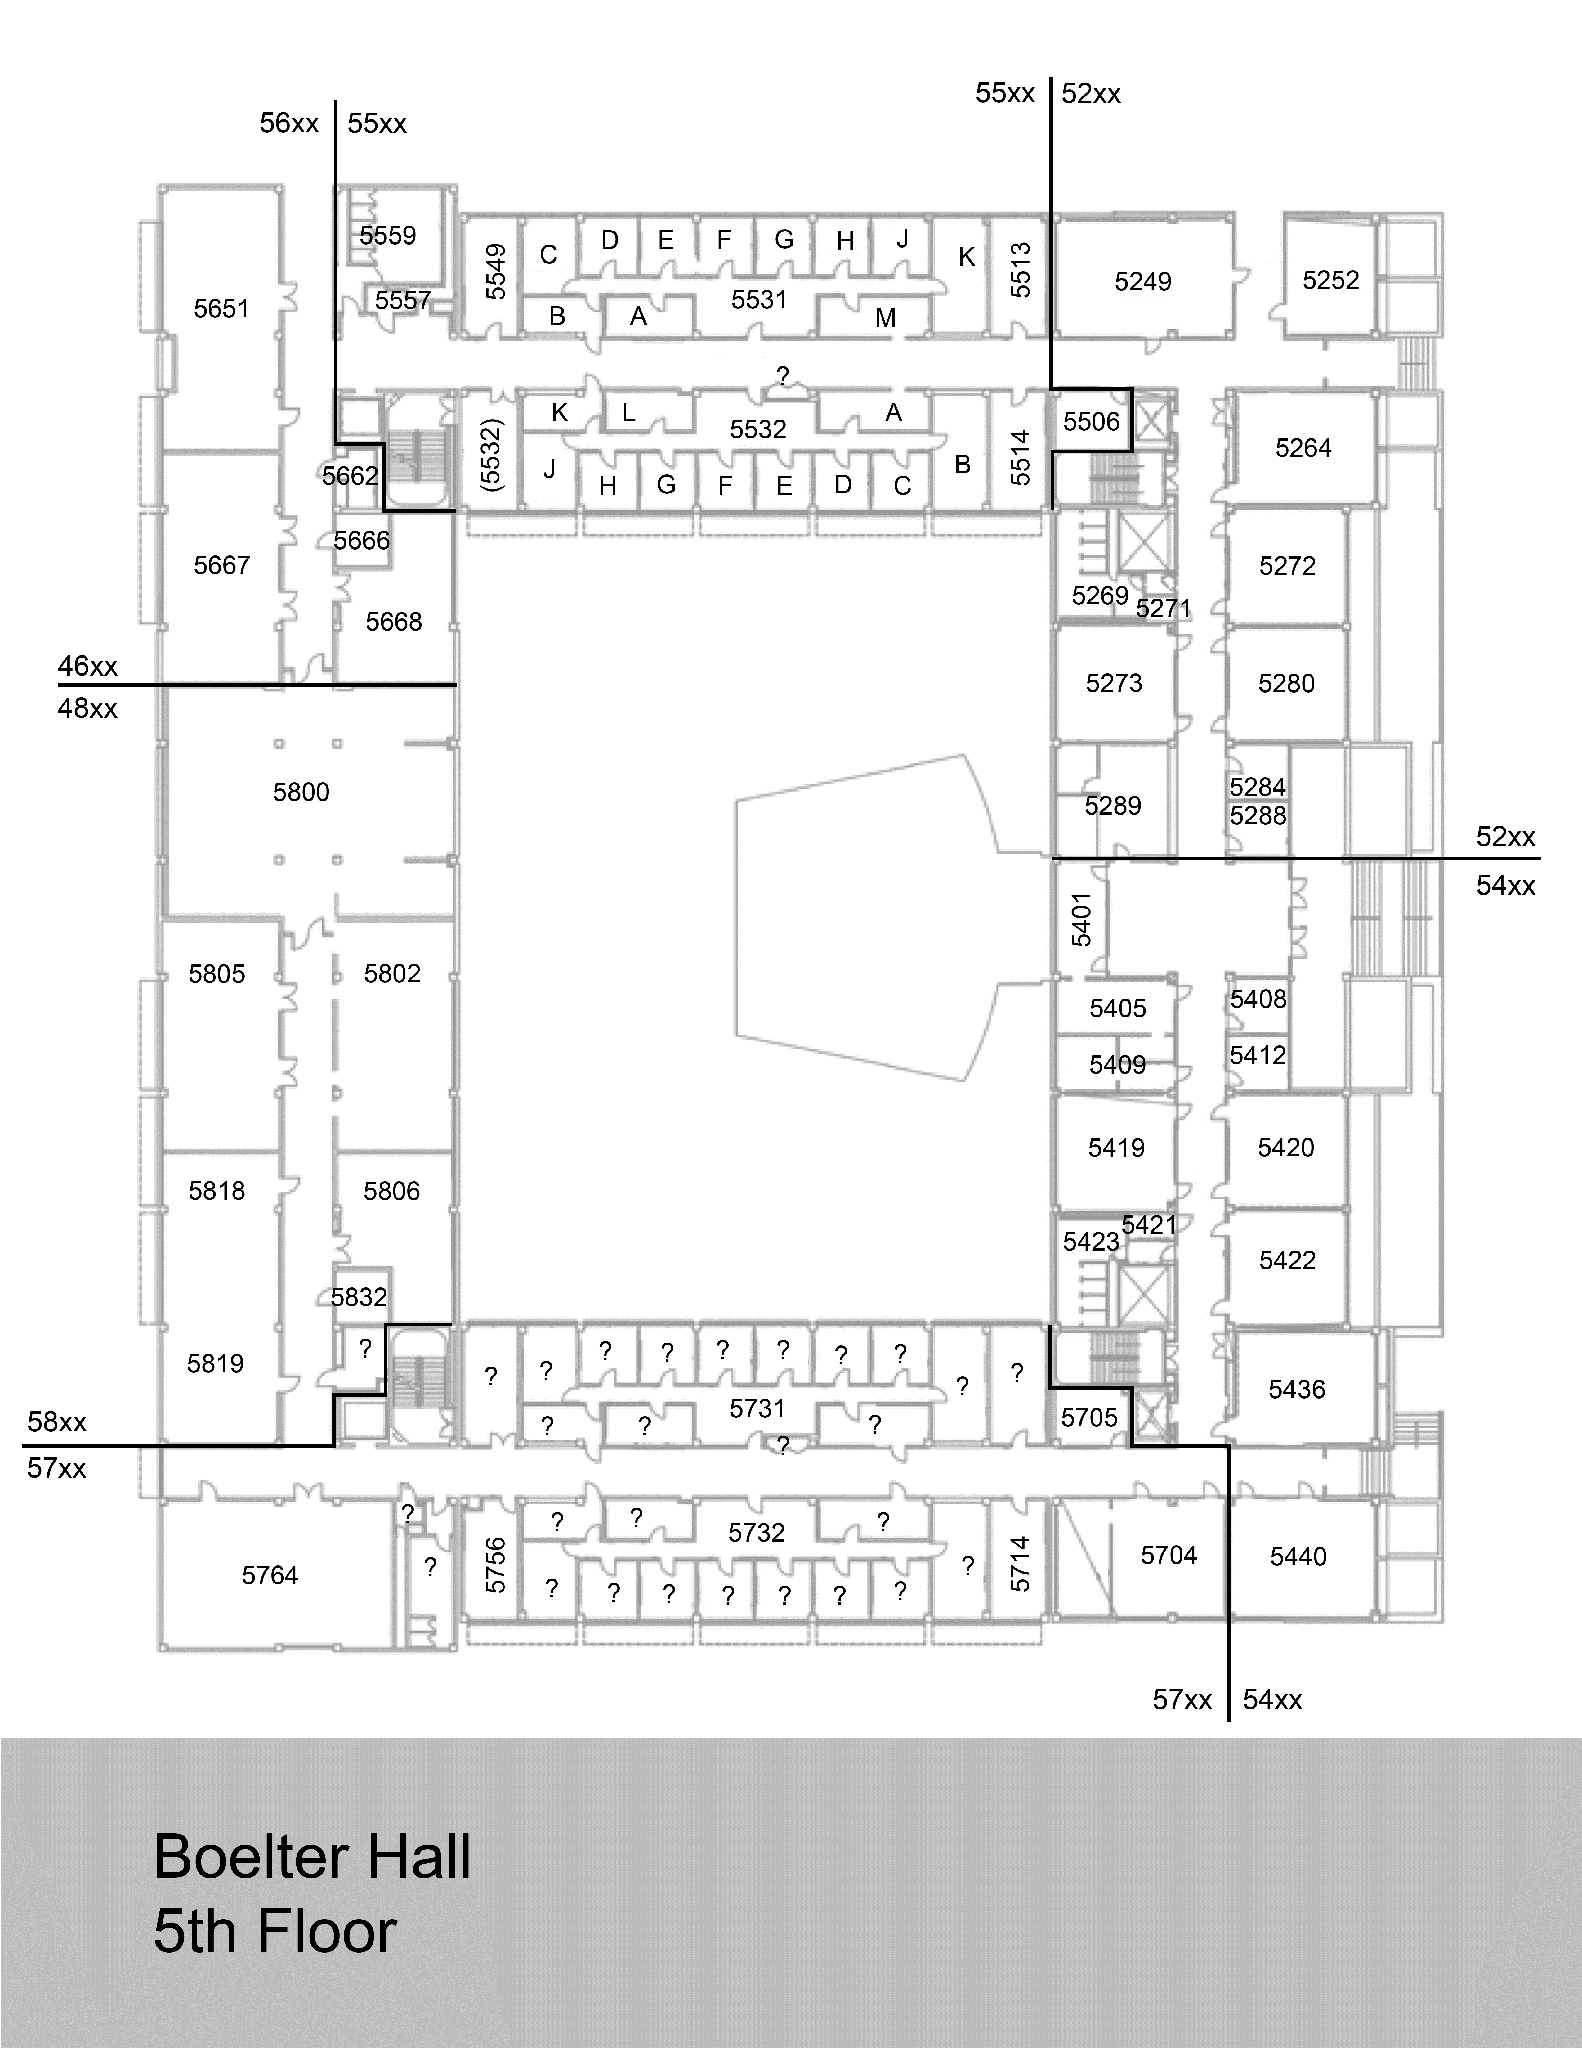 55xx 52xx
56xx 55xx
5559
5549 C D E F G H J K 5513
5249 5252
5651 5557
B A 5531 M
?
(5532) K L 5532 A 5514 5506
5264
J H G F E D C B
5662
5666
5667 5668
5272
5269 5271
46xx
48xx
5273 5280
5800
5289 5284
5288
52xx
54xx
5401
5805 5802
5405 5408
5409 5412
5419 5420
5818 5806
5421
5423 5422
5832
? ? ? ? ? ? ? ? ? ? ?
5819
5436
58xx
57xx
? ? 5731 ? 5705
?
? 5756 ? ? 5732 ? 5714
5764 ? ? ? ? ? ? ? ? ? 5704 5440
57xx 54xx
Boelter Hall
5th Floor